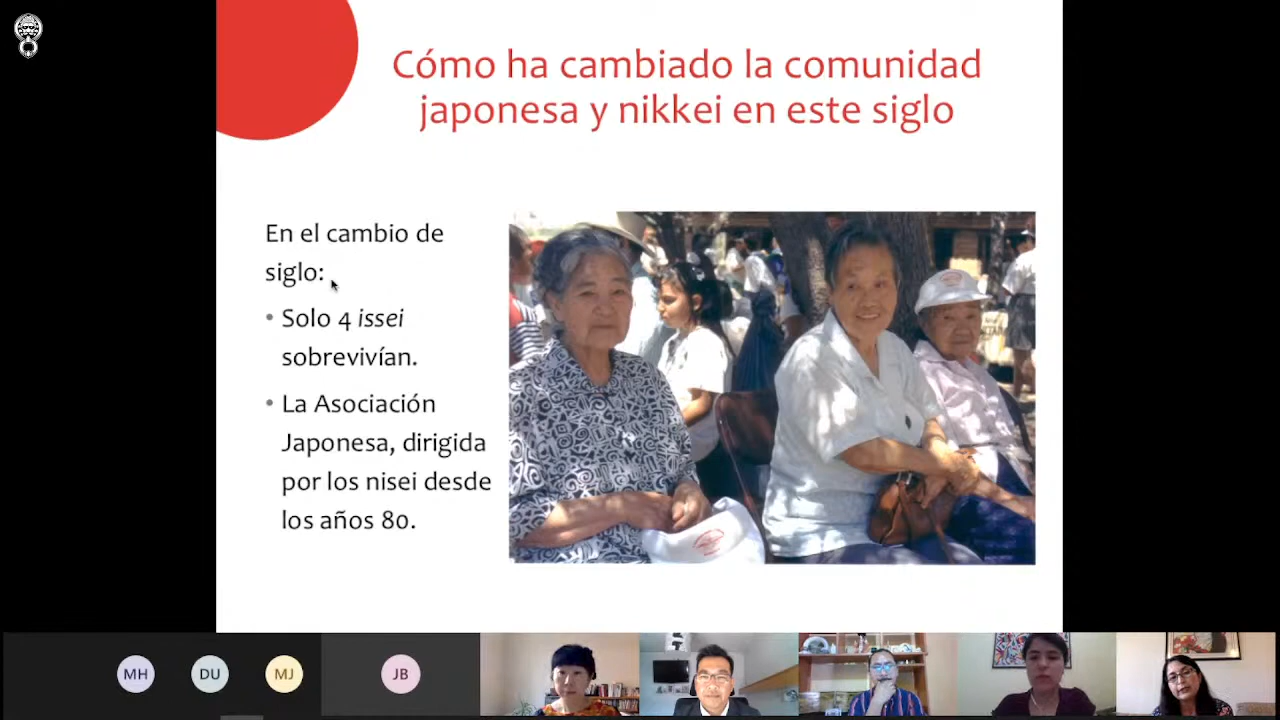 Cómo ha cambiado la comunidad
japonesa y nikkei en este siglo
En el cambio de
siglo:
• Solo 4 issei
sobrevivían.
• La Asociación
Japonesa, dirigida
por los nisei desde
los años 80.
MH
DU
MJ
JB